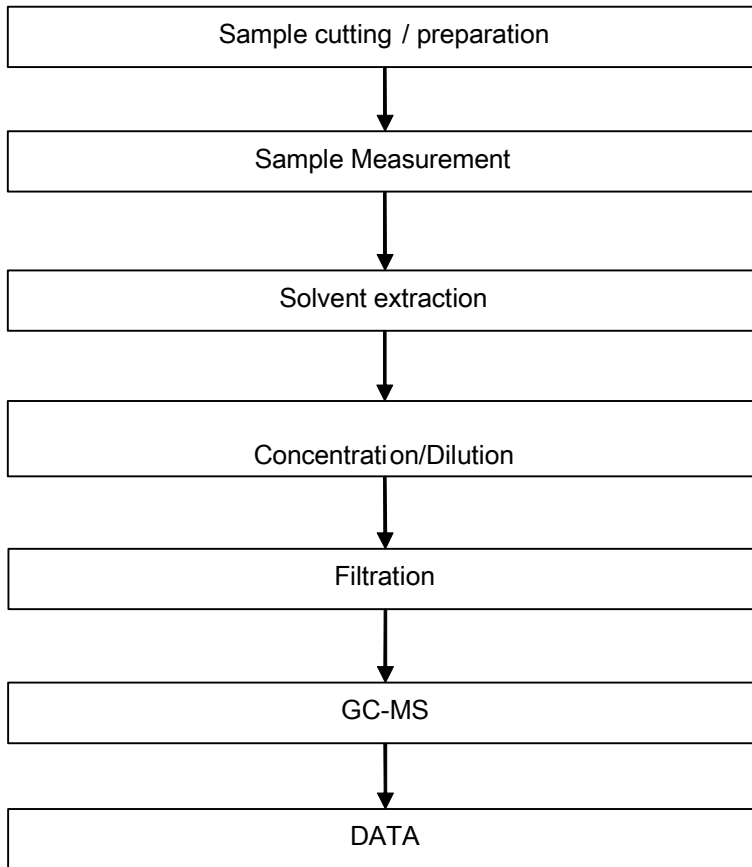 Sample cutting / preparation
Sample Measurement
Solvent extraction
Concentration/Dilution
Filtration
GC-MS
DATA